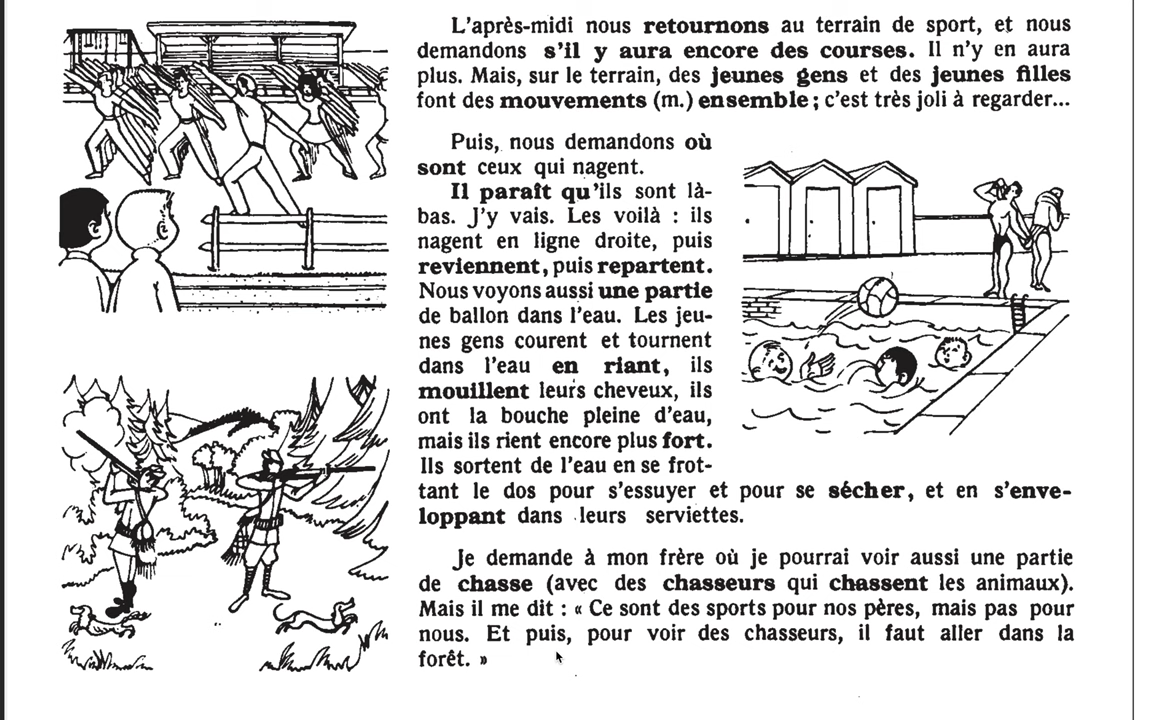 L'après-midi nous retournons au terrain de sport, et nous
demandons s'il y aura encore des courses. Il n'y en aura
plus. Mais, sur le terrain, des jeunes gens et des jeunes filles
font des mouvements (m.) ensemble ; c'est très joli à regarder...
Puis, nous demandons où
sont ceux qui nagent.
Il paraît qu'ils sont là-
bas. J'y vais. Les voilà : ils
nagent en ligne droite, puis
reviennent, puis repartent.
Nous voyons aussi une partie
de ballon dans l'eau. Les jeu-
nes gens courent et tournent
dans l'eau en riant, ils
mouillent leurs cheveux, ils
ont la bouche pleine d'eau,
mais ils rient encore plus fort.
Ils sortent de l'eau en se frot-
tant le dos pour s'essuyer et pour se sécher, et en s'enve-
loppant dans leurs serviettes.
Je demande à mon frère où je pourrai voir aussi une partie
de chasse (avec des chasseurs qui chassent les animaux).
Mais il me dit : « Ce sont des sports pour nos pères, mais pas pour
nous. Et puis, pour voir des chasseurs, il faut aller dans la
forêt. »